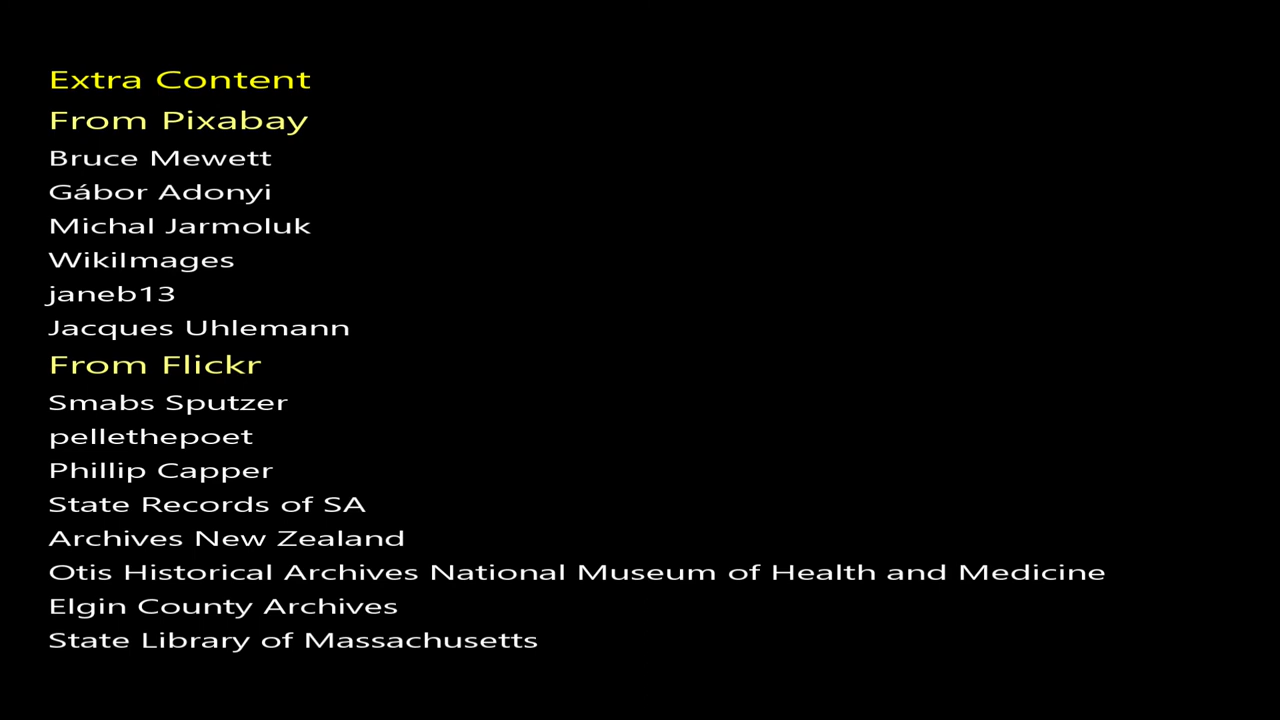 Extra Content
From Pixabay
Bruce Mewett
Gábor Adonyi
Michal Jarmoluk
WikiImages
janeb13
Jacques Uhlemann
From Flickr
Smabs Sputzer
pellethepoet
Phillip Capper
State Records of SA
Archives New Zealand
Otis Historical Archives National Museum of Health and Medicine
Elgin County Archives
State Library of Massachusetts